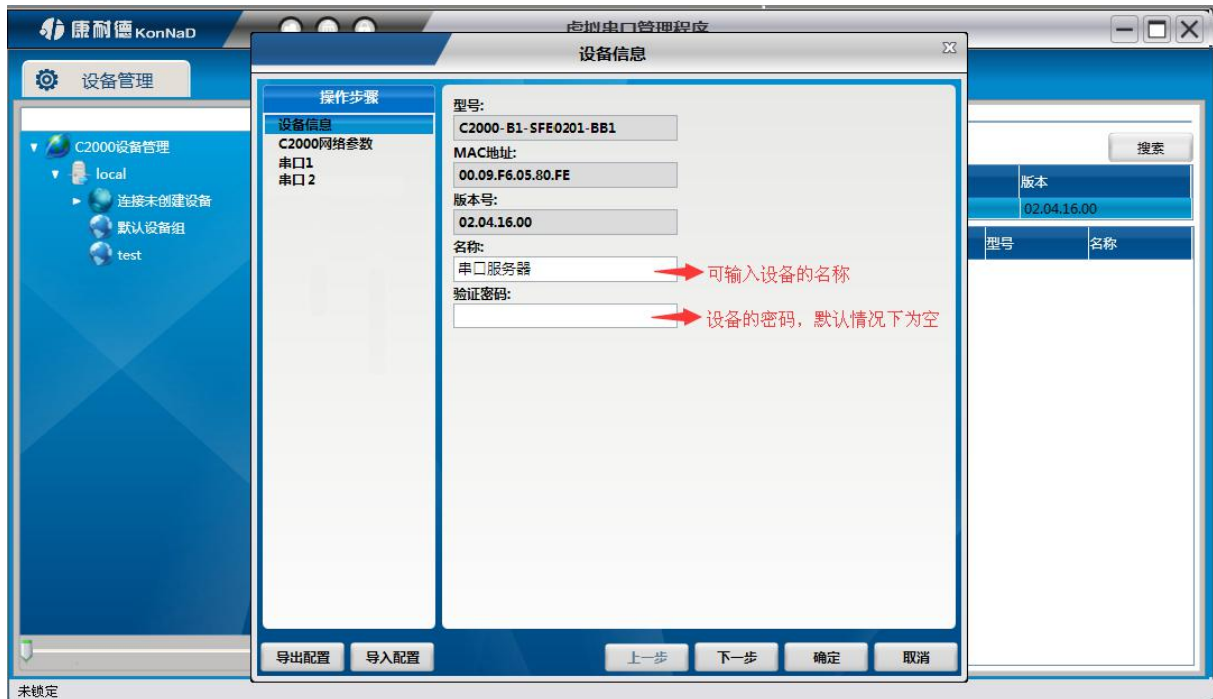 康耐德 KonNaD
虚拟串口管理程序
设备信息
设备管理
C2000设备管理
local
连接未创建设备
默认设备组
test
操作步骤
设备信息
C2000网络参数
串口1
串口 2
型号:
C2000-B1-SFE0201-BB1
MAC地址:
00.09.F6.05.80.FE
版本号:
02.04.16.00
名称:
串口服务器
可输入设备的名称
验证密码:
设备的密码，默认情况下为空
搜索
版本
02.04.16.00
型号 名称
导出配置 导入配置 上一步 下一步 确定 取消
未锁定